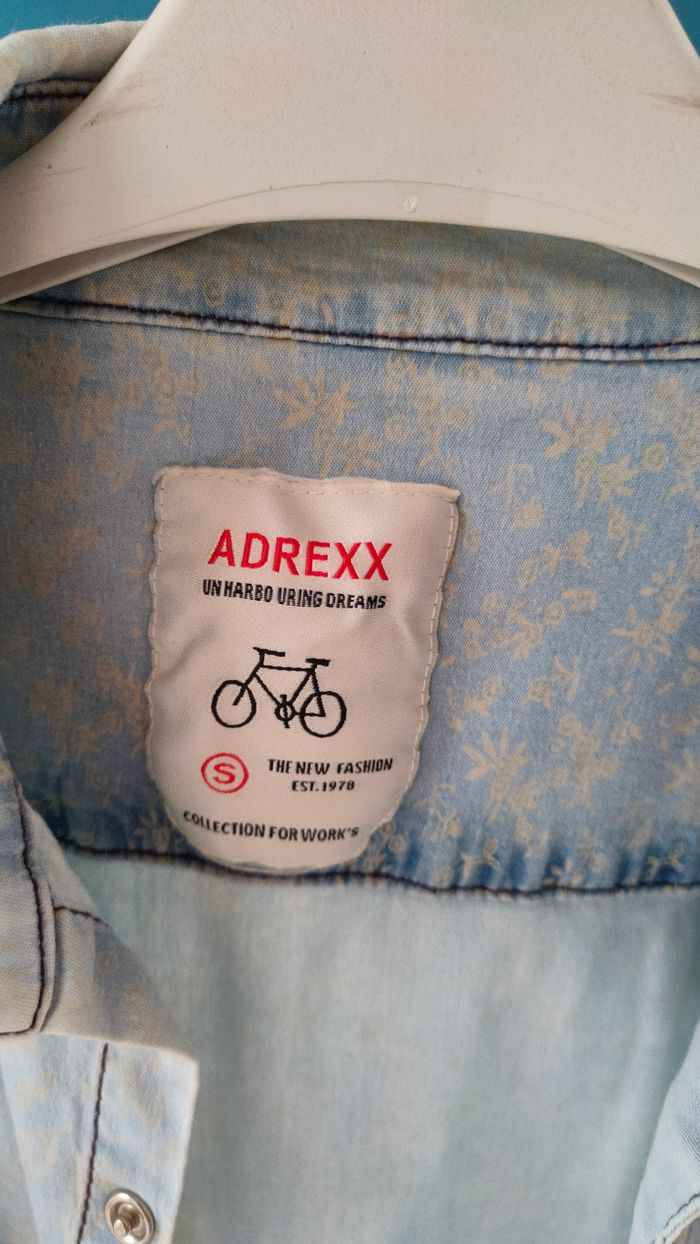 ADREXX
UN HARBO URING DREAMS
S
THE NEW FASHION
EST.1978
COLLECTION FOR WORK'S